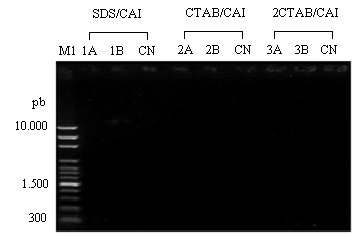 SDS/CAI CTAB/CAI 2CTAB/CAI
M1 1A 1B CN 2A 2B CN 3A 3B CN
pb
10.000
1.500
300